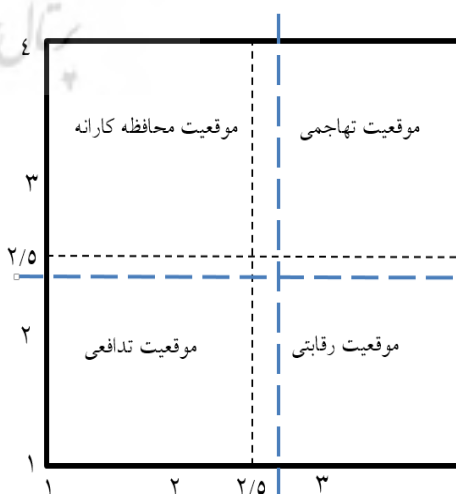 ۴
موقعیت محافظه کارانه موقعیت تهاجمی
۳
۲/۵
۲
موقعیت تدافعی موقعیت رقابتی
۱
۱ ۲ ۲/۵ ۳